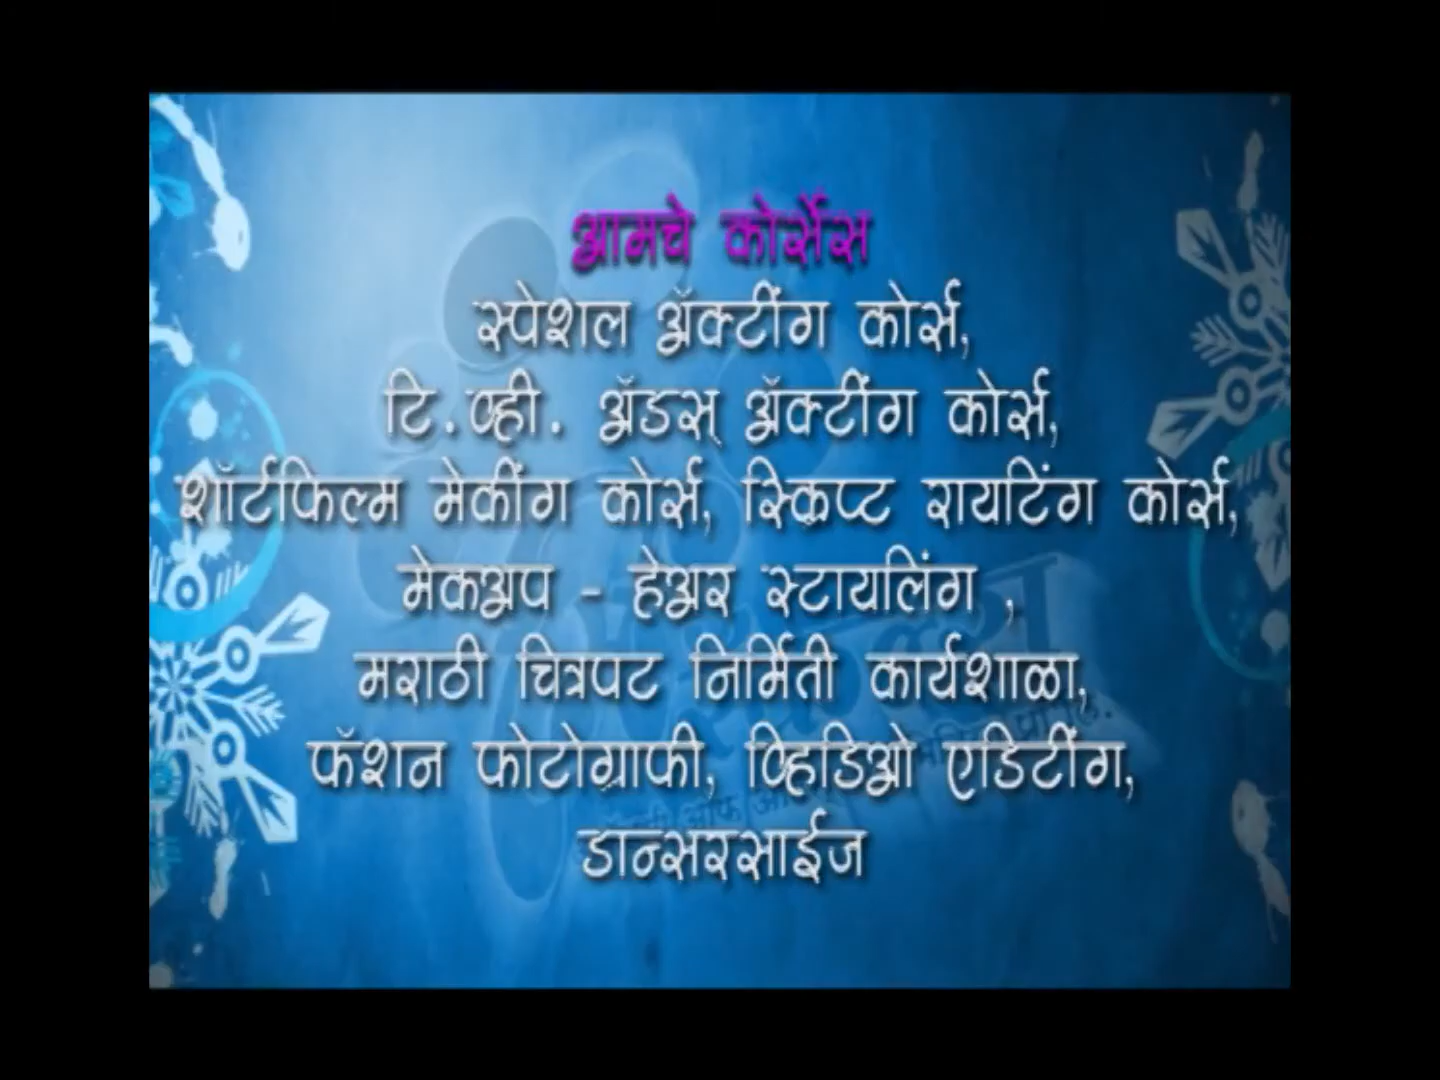 आमचे कोर्सेस
स्पेशल ॲक्टींग कोर्स,
टि.व्ही. ॲडस् ॲक्टींग कोर्स,
शॉर्टफिल्म मेकींग कोर्स, स्क्रिप्ट रायटिंग कोर्स,
मेकअप - हेअर स्टायलिंग ,
मराठी चित्रपट निर्मिती कार्यशाळा,
फॅशन फोटोग्राफी, व्हिडिओ एडिटींग,
डान्सरसाईज